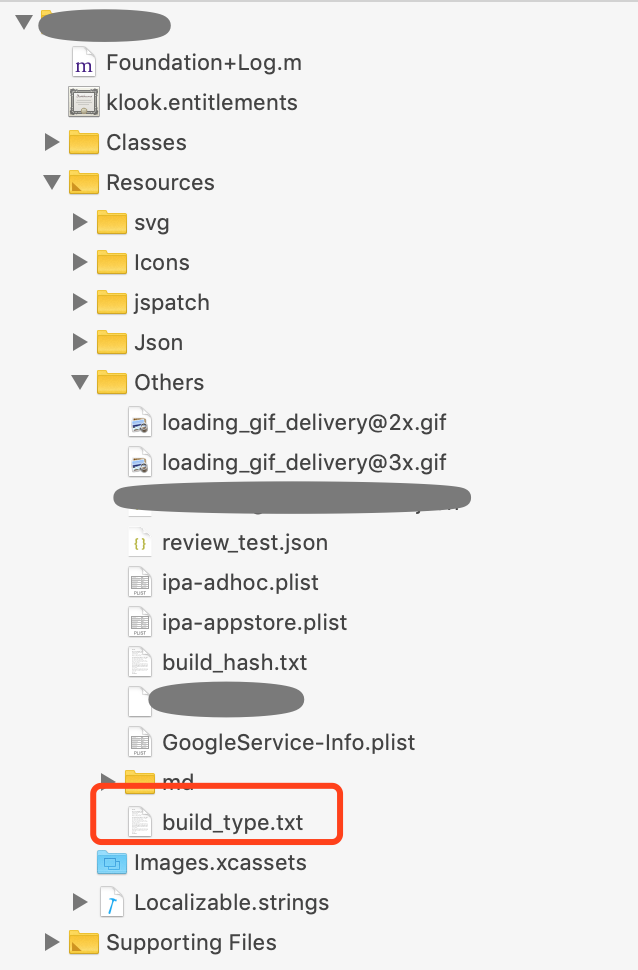 Foundation+Log.m
klook.entitlements
Classes
Resources
svg
Icons
jspatch
Json
Others
loading_gif_delivery@2x.gif
loading_gif_delivery@3x.gif
review_test.json
ipa-adhoc.plist
ipa-appstore.plist
build_hash.txt
GoogleService-Info.plist
md
build_type.txt
Images.xcassets
Localizable.strings
Supporting Files